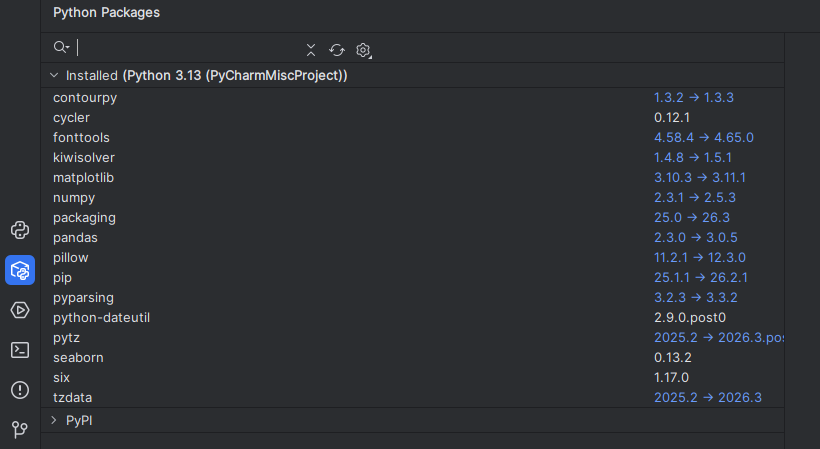 Python Packages
Installed (Python 3.13 (PyCharmMiscProject))
contourpy 1.3.2 → 1.3.3
cycler 0.12.1
fonttools 4.58.4 → 4.65.0
kiwisolver 1.4.8 → 1.5.1
matplotlib 3.10.3 → 3.11.1
numpy 2.3.1 → 2.5.3
packaging 25.0 → 26.3
pandas 2.3.0 → 3.0.5
pillow 11.2.1 → 12.3.0
pip 25.1.1 → 26.2.1
pyparsing 3.2.3 → 3.3.2
python-dateutil 2.9.0.post0
pytz 2025.2 → 2026.3.pos
seaborn 0.13.2
six 1.17.0
tzdata 2025.2 → 2026.3
PyPI